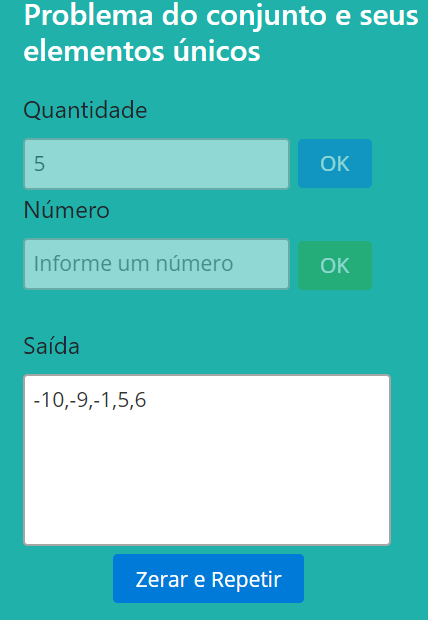 Problema do conjunto e seus
elementos únicos
Quantidade
5
OK
Número
Informe um número
OK
Saída
-10,-9,-1,5,6
Zerar e Repetir